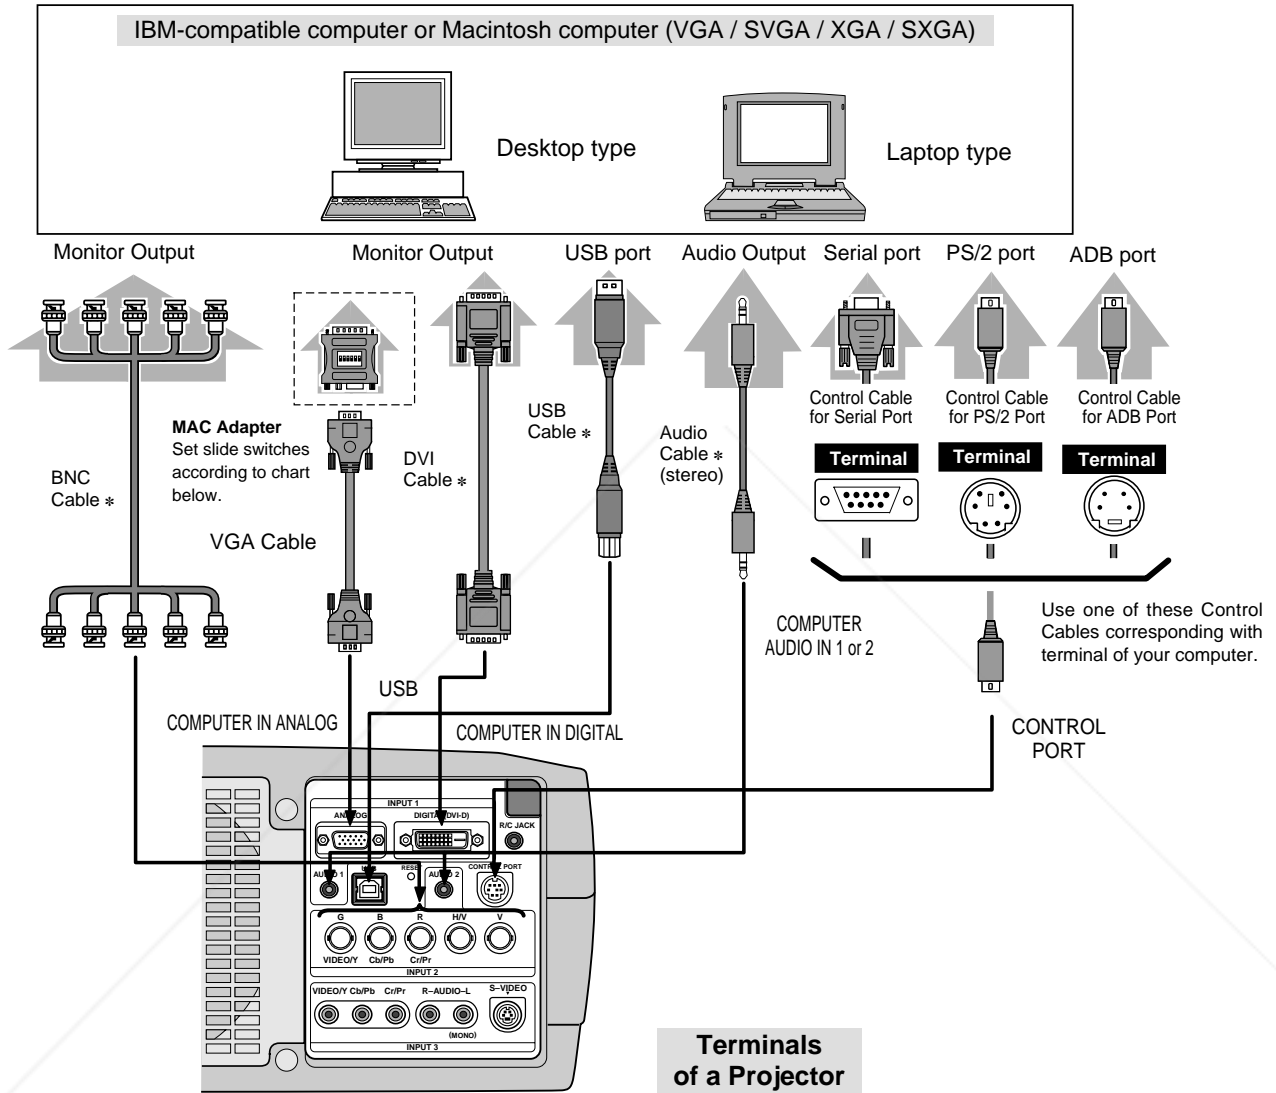 IBM-compatible computer or Macintosh computer (VGA / SVGA / XGA / SXGA)
Desktop type
Laptop type
Monitor Output
Monitor Output
USB port
Audio Output
Serial port
PS/2 port
ADB port
Control Cable
for Serial Port
Control Cable
for PS/2 Port
Control Cable
for ADB Port
MAC Adapter
Set slide switches
according to chart
below.
BNC
Cable *
DVI
Cable *
USB
Cable *
Audio
Cable *
(stereo)
Terminal
Terminal
Terminal
VGA Cable
COMPUTER
AUDIO IN 1 or 2
Use one of these Control
Cables corresponding with
terminal of your computer.
USB
COMPUTER IN ANALOG
COMPUTER IN DIGITAL
CONTROL
PORT
INPUT 1
ANALOG
DIGITAL (DVI-D)
R/C JACK
AUDIO 1
USB
RESET
AUDIO 2
CONTROL PORT
G
B
R
H/V
V
VIDEO/Y
Cb/Pb
Cr/Pr
INPUT 2
VIDEO/Y Cb/Pb Cr/Pr
R–AUDIO–L
S–VIDEO
(MONO)
INPUT 3
Terminals
of a Projector